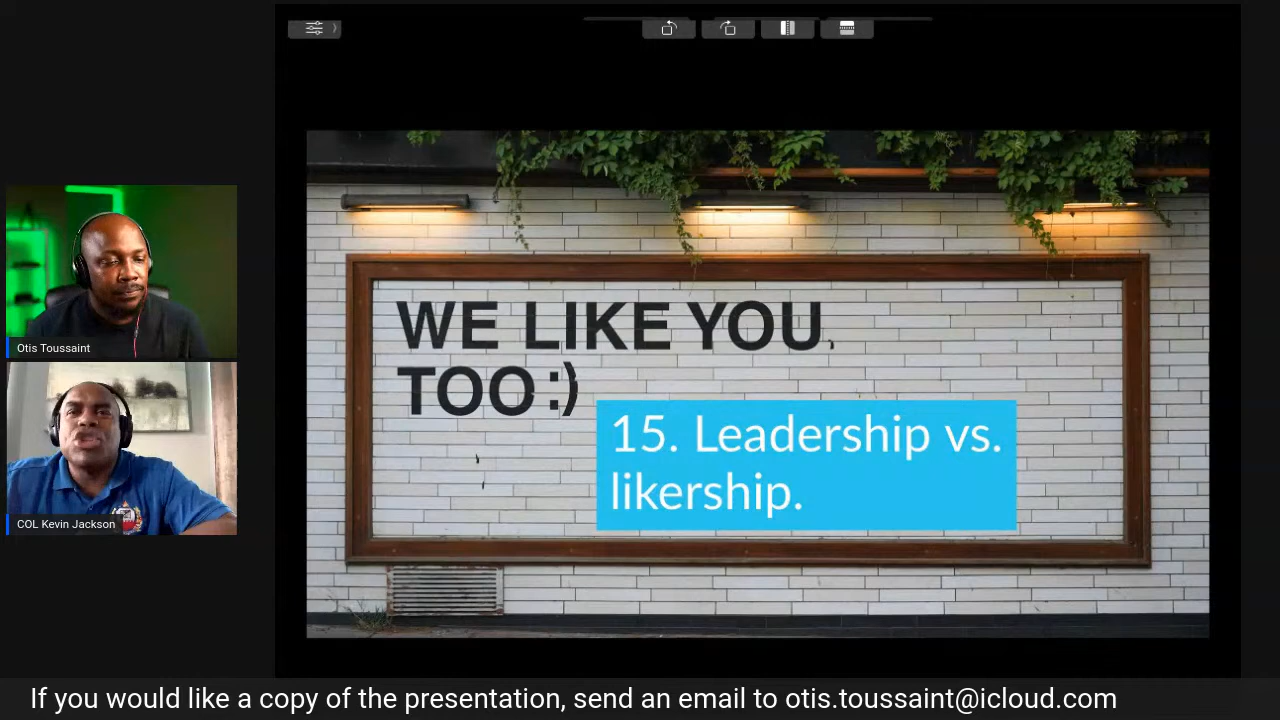 Otis Toussaint
COL Kevin Jackson
WE LIKE YOU,
TOO :)
15. Leadership vs.
likership.
If you would like a copy of the presentation, send an email to otis.toussaint@icloud.com